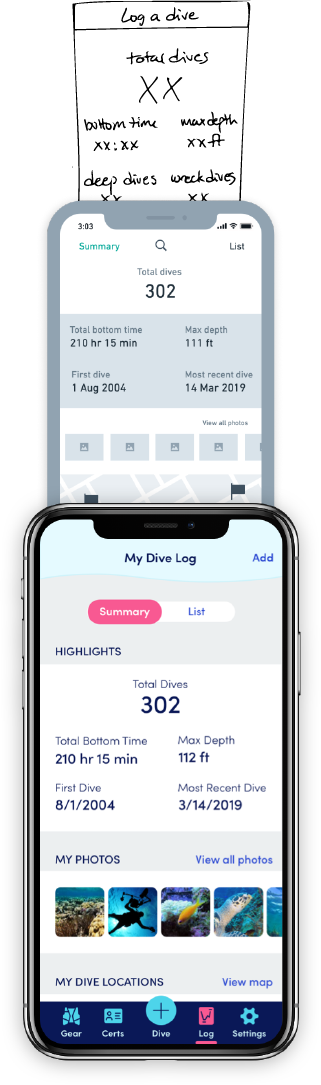 Log a dive
total dives
XX
bottom time max depth
xx:xx xx ft
deep dives wreck dives
xx xx
3:03
Summary List
Total dives
302
Total bottom time Max depth
210 hr 15 min 111 ft
First dive Most recent dive
1 Aug 2004 14 Mar 2019
View all photos
My Dive Log Add
Summary List
HIGHLIGHTS
Total Dives
302
Total Bottom Time Max Depth
210 hr 15 min 112 ft
First Dive Most Recent Dive
8/1/2004 3/14/2019
MY PHOTOS View all photos
MY DIVE LOCATIONS View map
Gear Certs Dive Log Settings